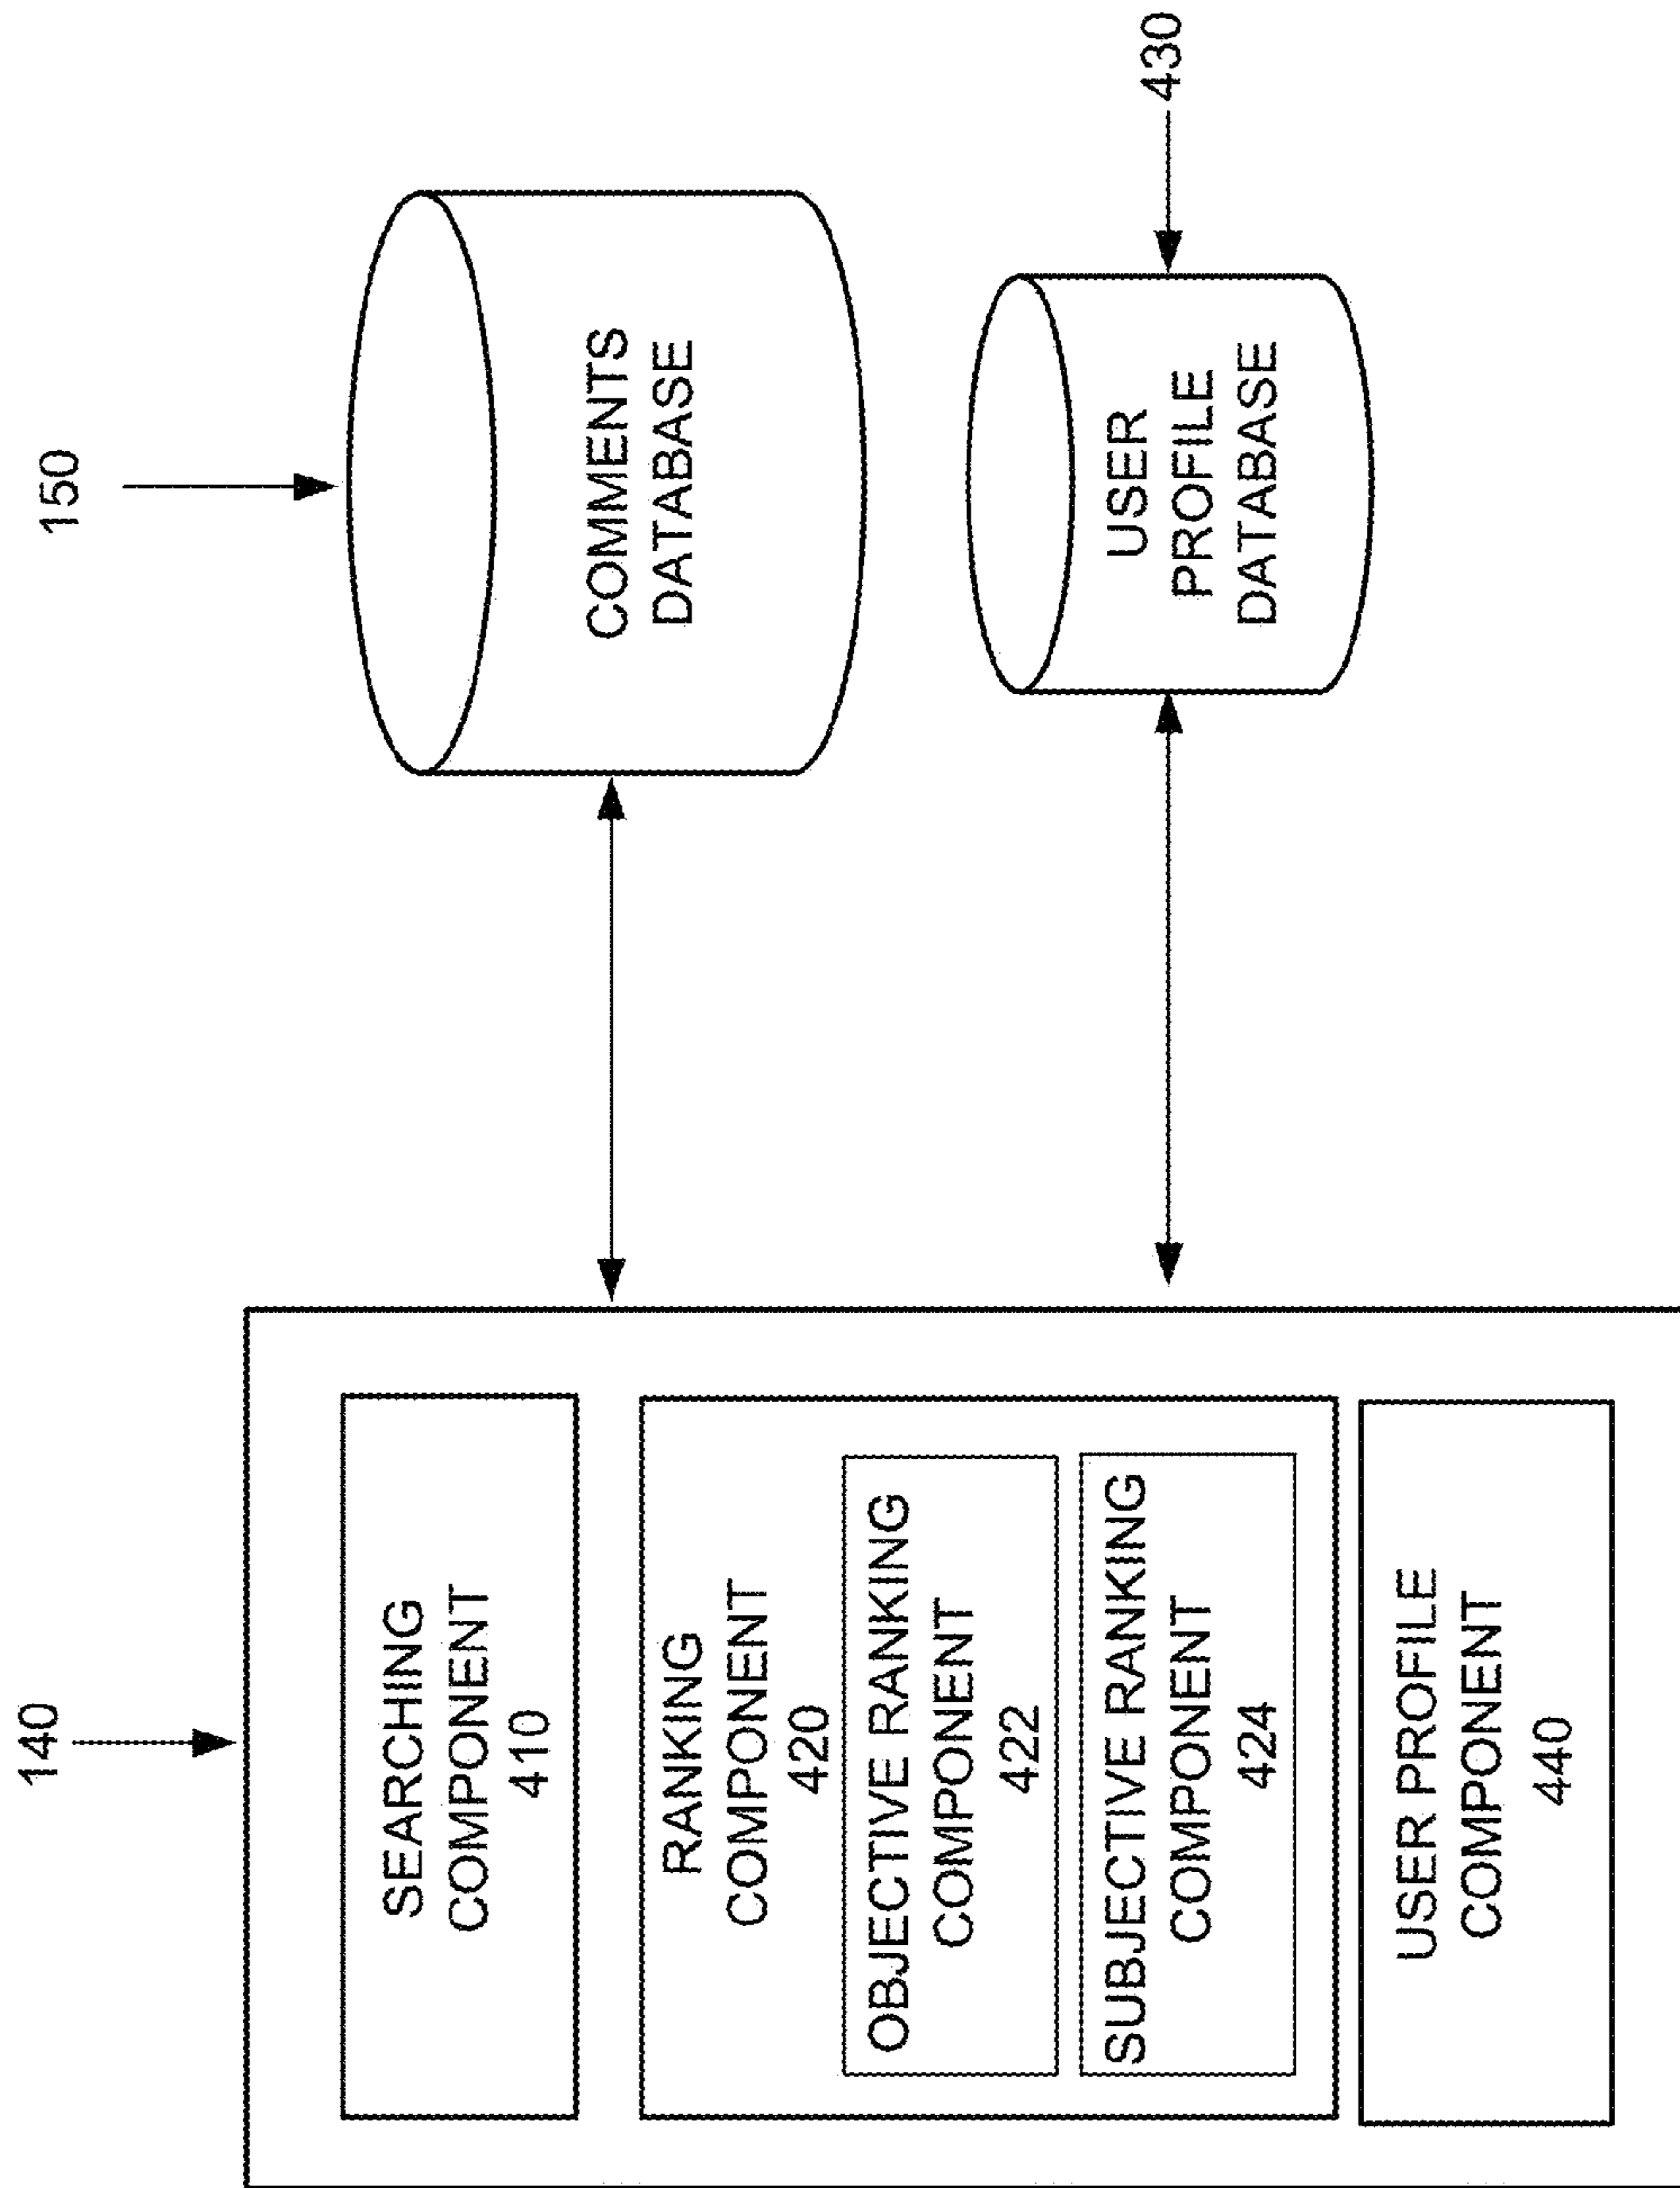 140
SEARCHING
COMPONENT
410
RANKING
COMPONENT
420
OBJECTIVE RANKING
COMPONENT
422
SUBJECTIVE RANKING
COMPONENT
424
USER PROFILE
COMPONENT
440
150
COMMENTS
DATABASE
USER
PROFILE
DATABASE
430